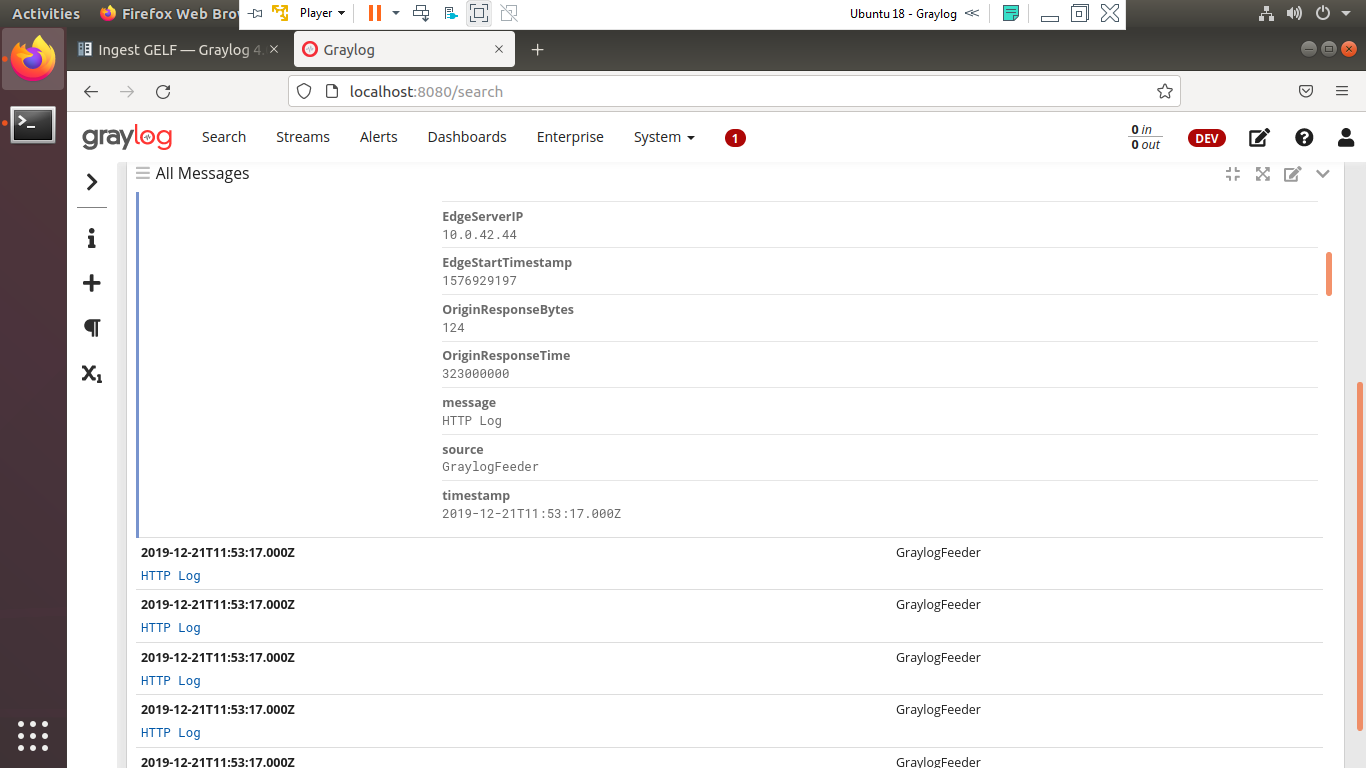 Activities
Firefox Web Bro
Player
Ubuntu 18 - Graylog
Ingest GELF — Graylog 4.
Graylog
localhost:8080/search
graylog
Search
Streams
Alerts
Dashboards
Enterprise
System
1
0 in
0 out
DEV
All Messages
EdgeServerIP
10.0.42.44
EdgeStartTimestamp
1576929197
OriginResponseBytes
124
OriginResponseTime
323000000
message
HTTP Log
source
GraylogFeeder
timestamp
2019-12-21T11:53:17.000Z
2019-12-21T11:53:17.000Z GraylogFeeder
HTTP Log
2019-12-21T11:53:17.000Z GraylogFeeder
HTTP Log
2019-12-21T11:53:17.000Z GraylogFeeder
HTTP Log
2019-12-21T11:53:17.000Z GraylogFeeder
HTTP Log
2019-12-21T11:53:17.000Z GraylogFeeder